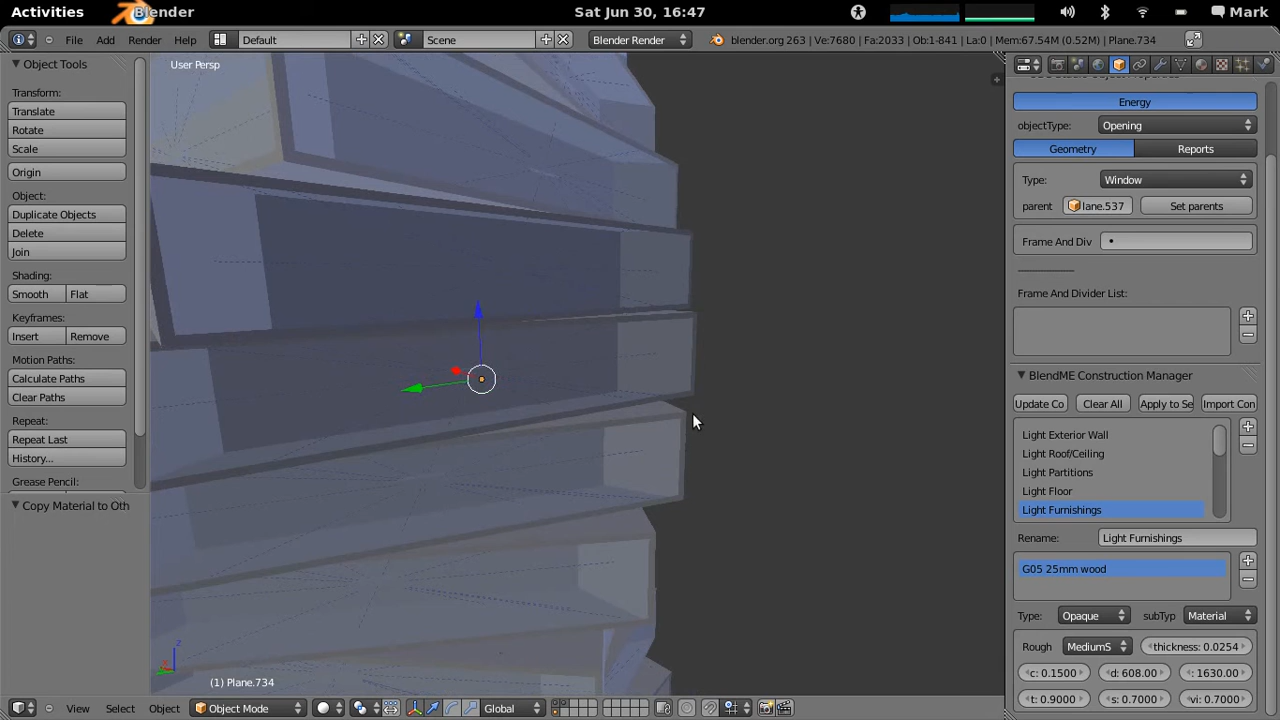 Activities Blender Sat Jun 30, 16:47 Mark
File Add Render Help Default Scene Blender Render blender.org 263 | Ve:7680 | Fa:2033 | Ob:1-841 | La:0 | Mem:67.54M (0.52M) | Plane.734
Object Tools
Transform:
Translate
Rotate
Scale
Origin
Object:
Duplicate Objects
Delete
Join
Shading:
Smooth Flat
Keyframes:
Insert Remove
Motion Paths:
Calculate Paths
Clear Paths
Repeat:
Repeat Last
History...
Grease Pencil:
Copy Material to Oth
User Persp
z
x
(1) Plane.734
View Select Object Object Mode Global
Energy
objectType: Opening
Geometry Reports
Type: Window
parent lane.537 Set parents
Frame And Div
Frame And Divider List:
BlendME Construction Manager
Update Co Clear All Apply to Se Import Con
Light Exterior Wall
Light Roof/Ceiling
Light Partitions
Light Floor
Light Furnishings
Rename: Light Furnishings
G05 25mm wood
Type: Opaque subTyp Material
Rough MediumS thickness: 0.0254
c: 0.1500 d: 608.00 : 1630.00
t: 0.9000 s: 0.7000 vi: 0.7000